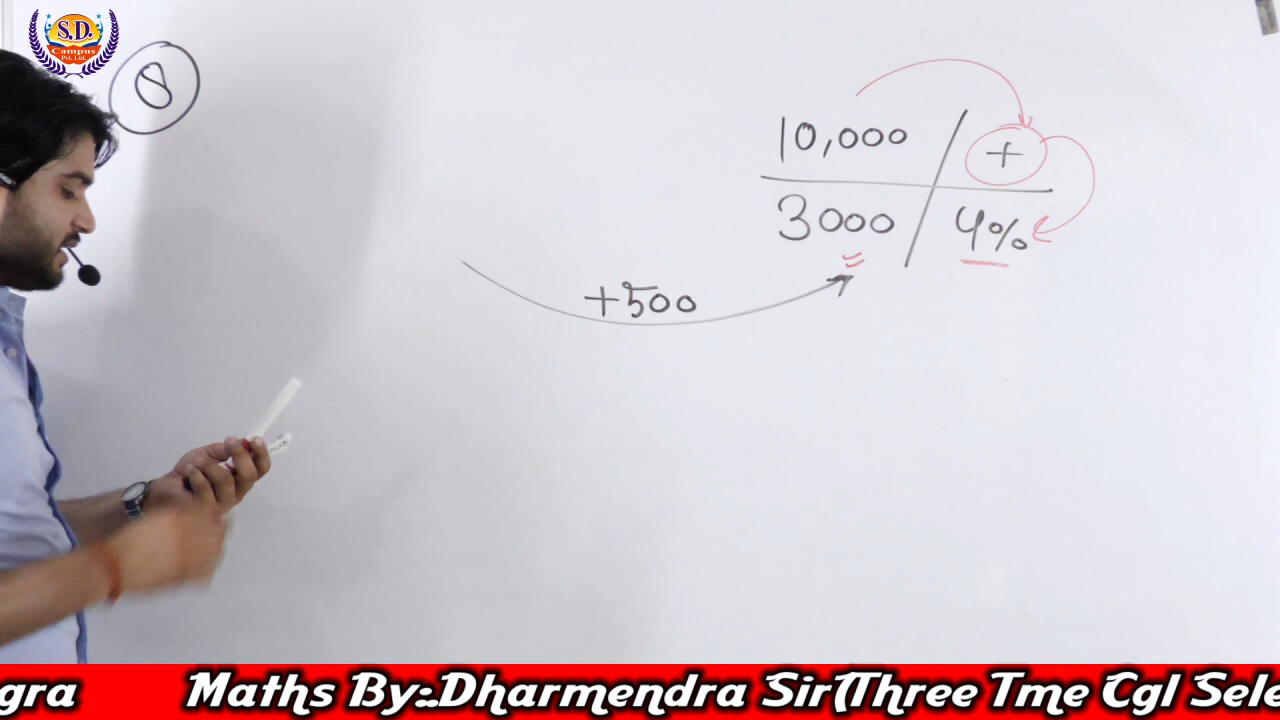 S.D.
Campus
Pvt. Ltd.
8
10,000 / +
3000 / 4%
+500
gra Maths By:-Dharmendra Sir(Three Tme Cgl Sele